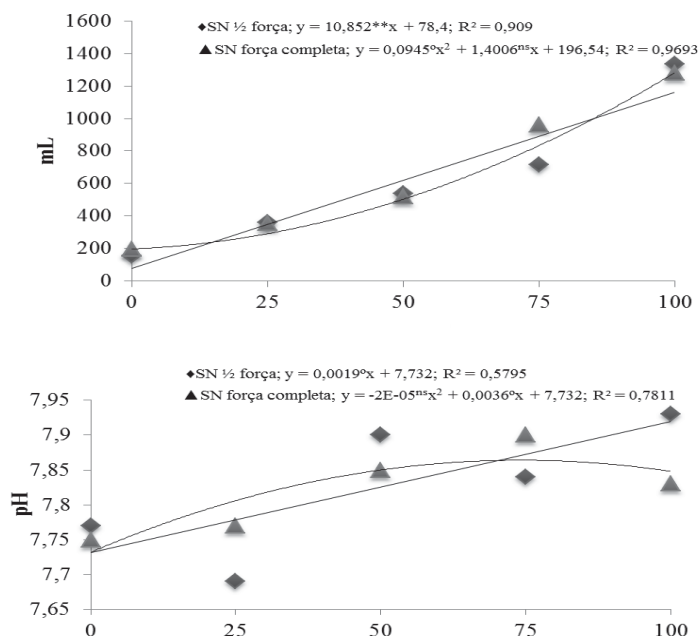 ◆SN ½ força; y = 10,852**x + 78,4; R² = 0,909
▲ SN força completa; y = 0,0945ºx² + 1,4006ⁿˢx + 196,54; R² = 0,9693
1600
1400
1200
1000
800
600
400
200
0
mL
0 25 50 75 100
◆SN ½ força; y = 0,0019ºx + 7,732; R² = 0,5795
▲ SN força completa; y = -2E-05ⁿˢx² + 0,0036ºx + 7,732; R² = 0,7811
7,95
7,9
7,85
7,8
7,75
7,7
7,65
pH
0 25 50 75 100